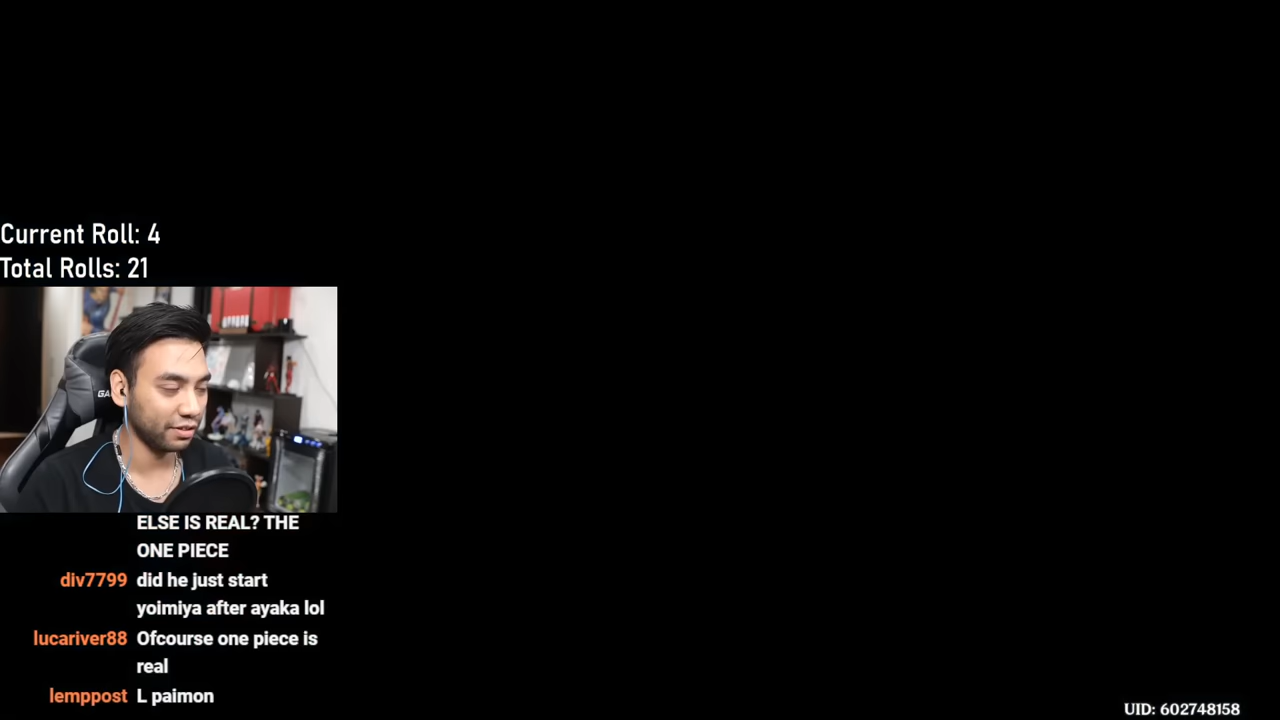 Current Roll: 4
Total Rolls: 21
ELSE IS REAL? THE
ONE PIECE
div7799 did he just start
yoimiya after ayaka lol
lucariver88 Ofcourse one piece is
real
lemppost L paimon
UID: 602748158